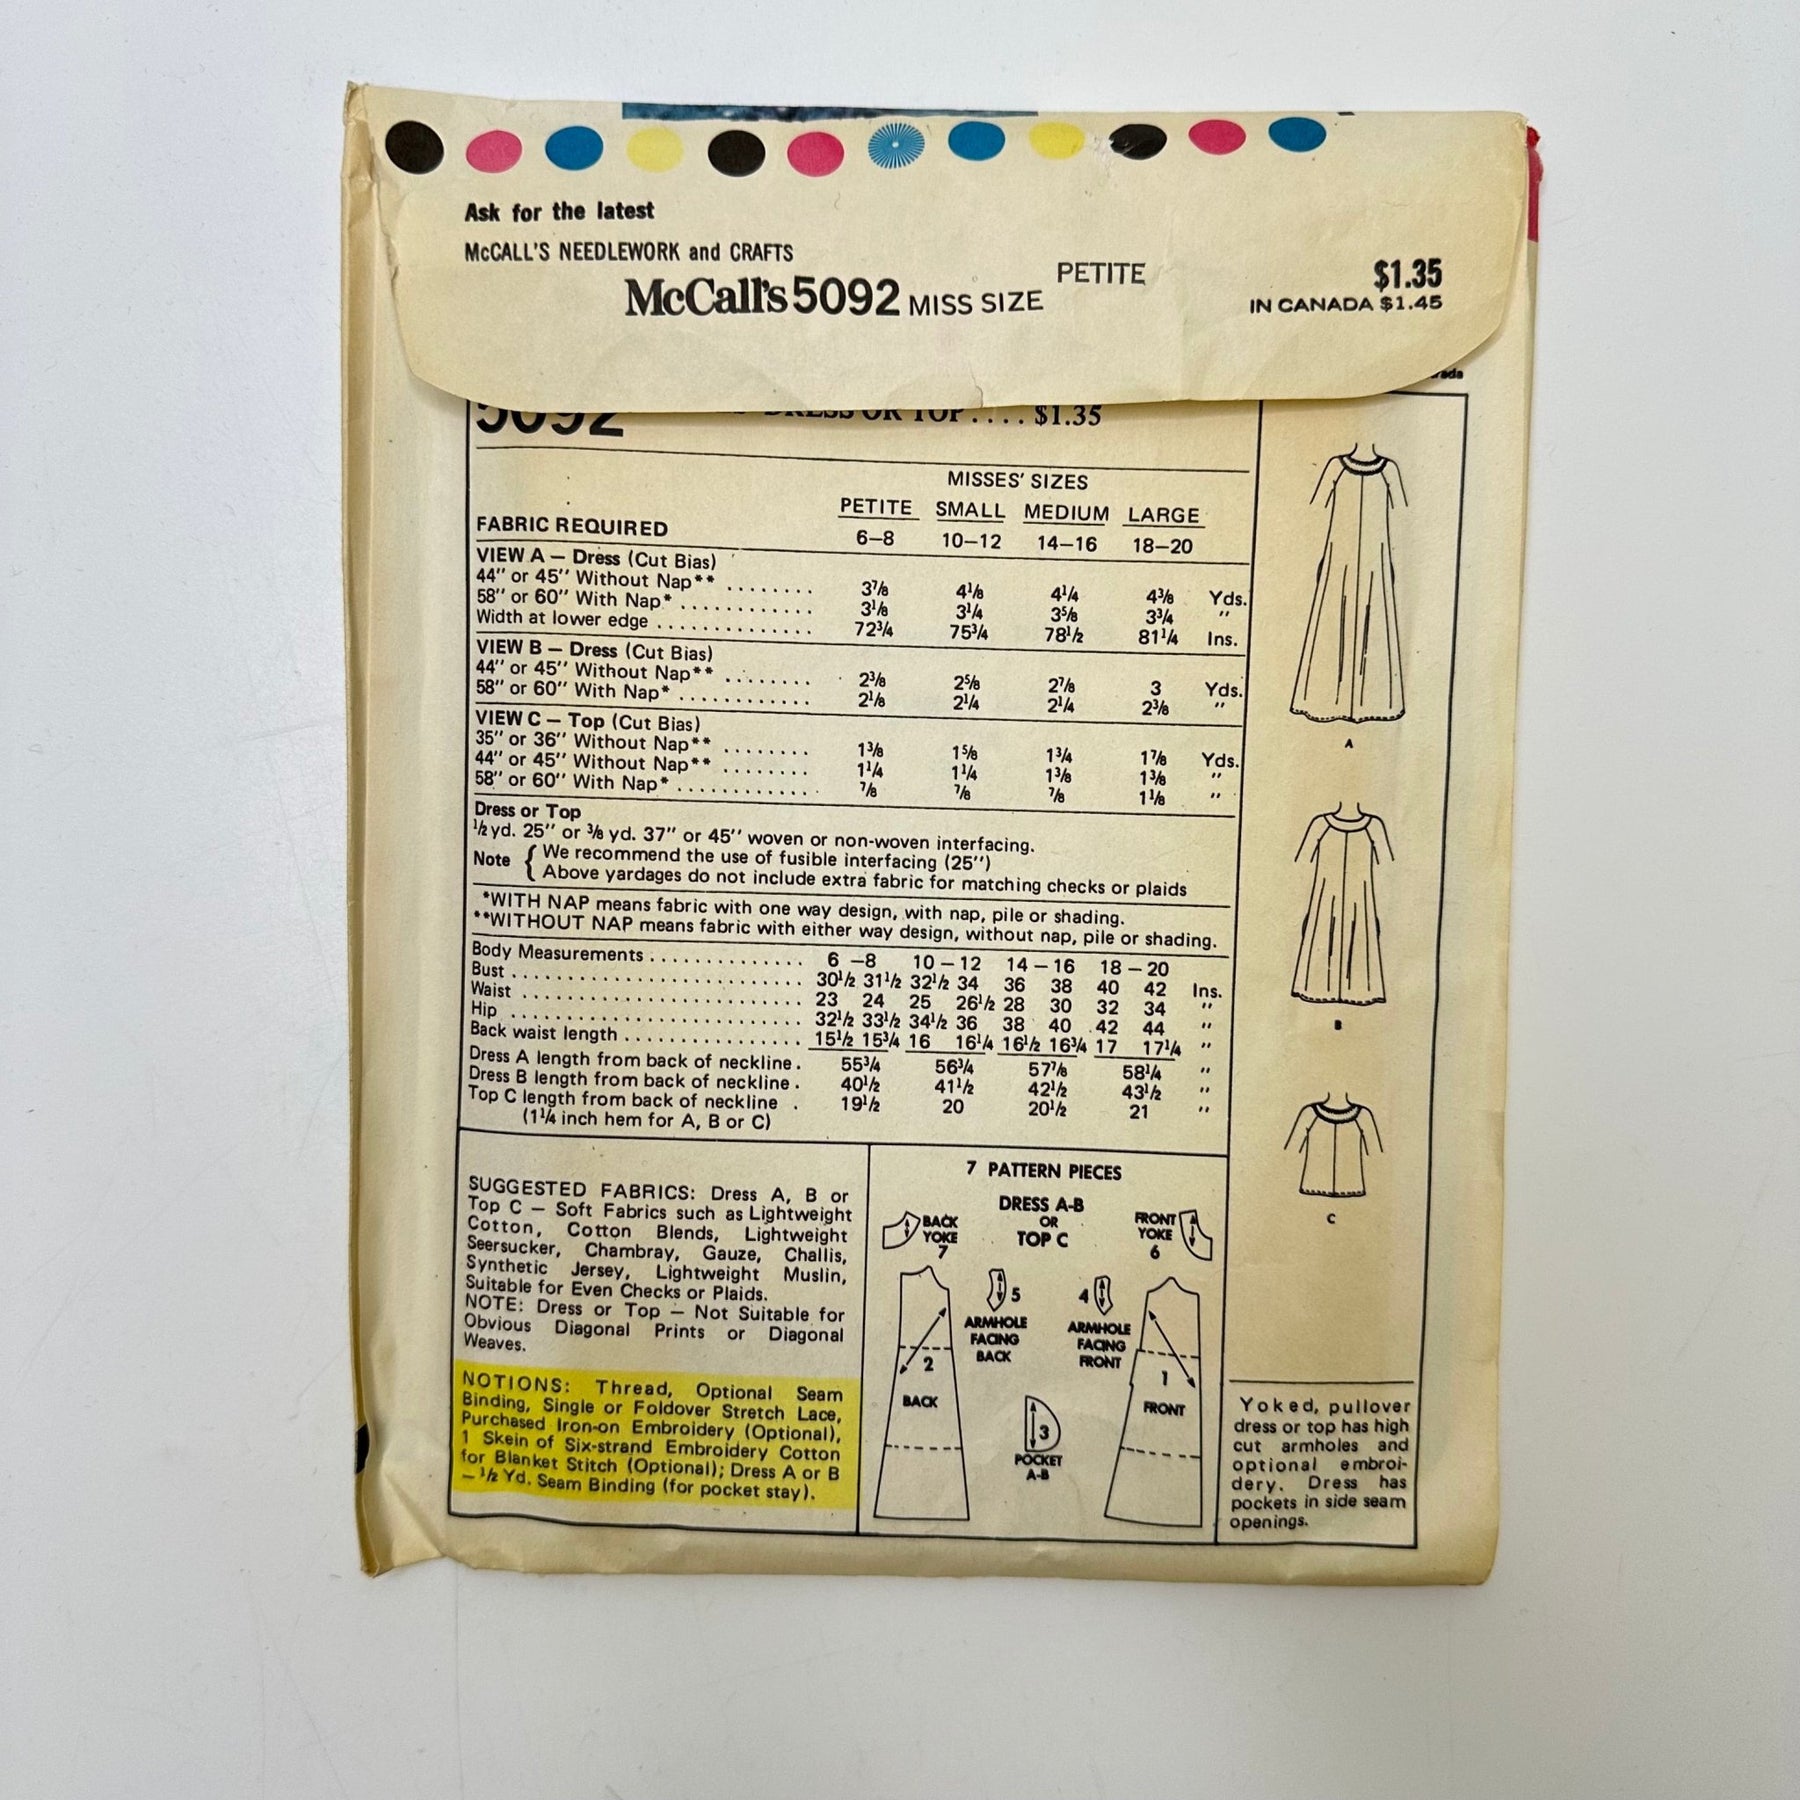 Ask for the latest
McCALL'S NEEDLEWORK and CRAFTS
McCall's 5092 MISS SIZE PETITE
$1.35
IN CANADA $1.45
5092 DRESS OR TOP.... $1.35
MISSES' SIZES
PETITE SMALL MEDIUM LARGE
FABRIC REQUIRED 6–8 10–12 14–16 18–20
VIEW A – Dress (Cut Bias)
44" or 45" Without Nap** ........ 3⅞ 4⅛ 4¼ 4⅜ Yds.
58" or 60" With Nap* ............ 3⅛ 3¼ 3⅝ 3¾ "
Width at lower edge .............. 72¾ 75¾ 78½ 81¼ Ins.
VIEW B – Dress (Cut Bias)
44" or 45" Without Nap** ........ 2⅜ 2⅝ 2⅞ 3 Yds.
58" or 60" With Nap* ............ 2⅛ 2¼ 2¼ 2⅜ "
VIEW C – Top (Cut Bias)
35" or 36" Without Nap** ........ 1⅜ 1⅝ 1¾ 1⅞ Yds.
44" or 45" Without Nap** ........ 1¼ 1¼ 1⅜ 1⅜ "
58" or 60" With Nap* ............ ⅞ ⅞ ⅞ 1⅛ "
Dress or Top
½ yd. 25" or ⅜ yd. 37" or 45" woven or non-woven interfacing.
Note { We recommend the use of fusible interfacing (25")
Above yardages do not include extra fabric for matching checks or plaids
*WITH NAP means fabric with one way design, with nap, pile or shading.
**WITHOUT NAP means fabric with either way design, without nap, pile or shading.
Body Measurements .............. 6 –8 10 – 12 14 – 16 18 – 20
Bust .......................... 30½ 31½ 32½ 34 36 38 40 42 Ins.
Waist ......................... 23 24 25 26½ 28 30 32 34 "
Hip ........................... 32½ 33½ 34½ 36 38 40 42 44 "
Back waist length ................ 15½ 15¾ 16 16¼ 16½ 16¾ 17 17¼ "
Dress A length from back of neckline . 55¾ 56¾ 57⅞ 58¼ "
Dress B length from back of neckline . 40½ 41½ 42½ 43½ "
Top C length from back of neckline . 19½ 20 20½ 21 "
(1¼ inch hem for A, B or C)
SUGGESTED FABRICS: Dress A, B or
Top C – Soft Fabrics such as Lightweight
Cotton, Cotton Blends, Lightweight
Seersucker, Chambray, Gauze, Challis,
Synthetic Jersey, Lightweight Muslin,
Suitable for Even Checks or Plaids.
NOTE: Dress or Top – Not Suitable for
Obvious Diagonal Prints or Diagonal
Weaves.
NOTIONS: Thread, Optional Seam
Binding, Single or Foldover Stretch Lace,
Purchased Iron-on Embroidery (Optional),
1 Skein of Six-strand Embroidery Cotton
for Blanket Stitch (Optional); Dress A or B
– ½ Yd. Seam Binding (for pocket stay).
7 PATTERN PIECES
DRESS A-B
OR
TOP C
BACK
YOKE
7
FRONT
YOKE
6
5
ARMHOLE
FACING
BACK
4
ARMHOLE
FACING
FRONT
2
BACK
3
POCKET
A-B
1
FRONT
A
B
C
Yoked, pullover
dress or top has high
cut armholes and
optional embroi-
dery. Dress has
pockets in side seam
openings.